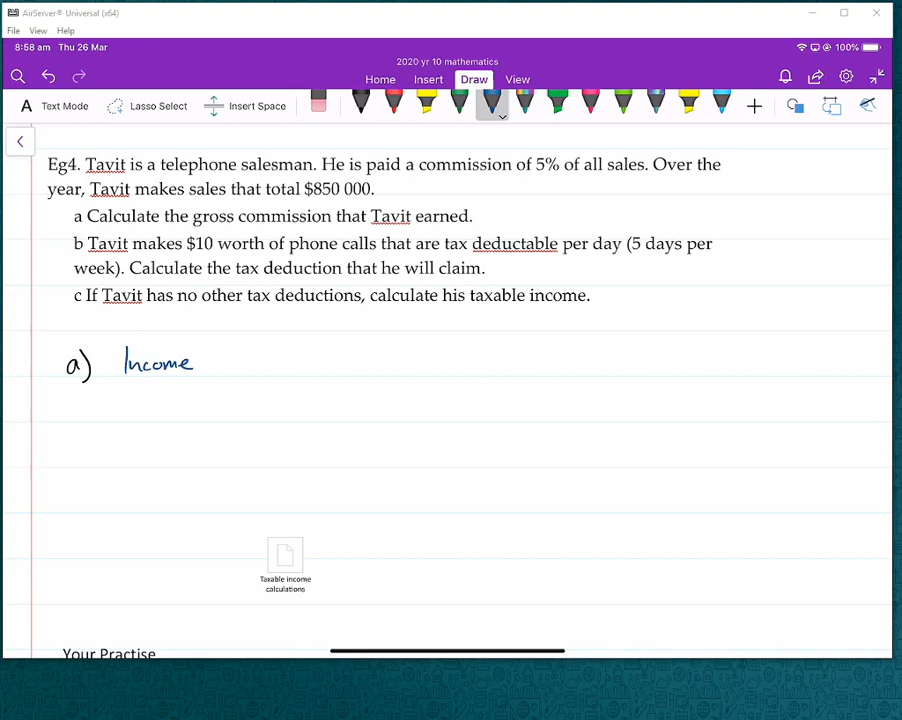 AirServer® Universal (x64)
File View Help
8:58 am Thu 26 Mar
100%
2020 yr 10 mathematics
Home Insert Draw View
A Text Mode Lasso Select Insert Space
Eg4. Tavit is a telephone salesman. He is paid a commission of 5% of all sales. Over the
year, Tavit makes sales that total $850 000.
a Calculate the gross commission that Tavit earned.
b Tavit makes $10 worth of phone calls that are tax deductable per day (5 days per
week). Calculate the tax deduction that he will claim.
c If Tavit has no other tax deductions, calculate his taxable income.
a) Income
Taxable income
calculations
Your Practise